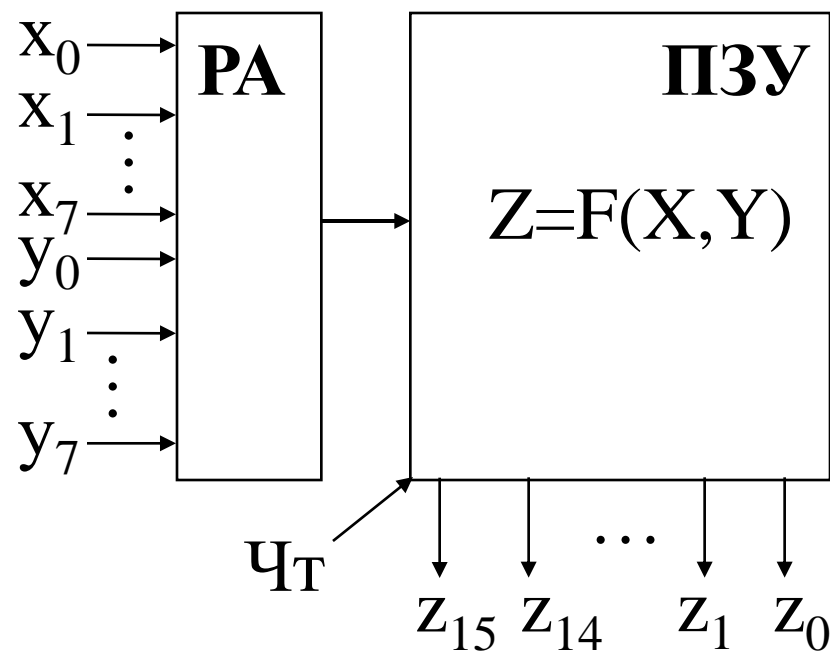 x₀
x₁
⋮
x₇
y₀
y₁
⋮
y₇
РА
ПЗУ
Z=F(X,Y)
Чт
z₁₅ z₁₄ … z₁ z₀